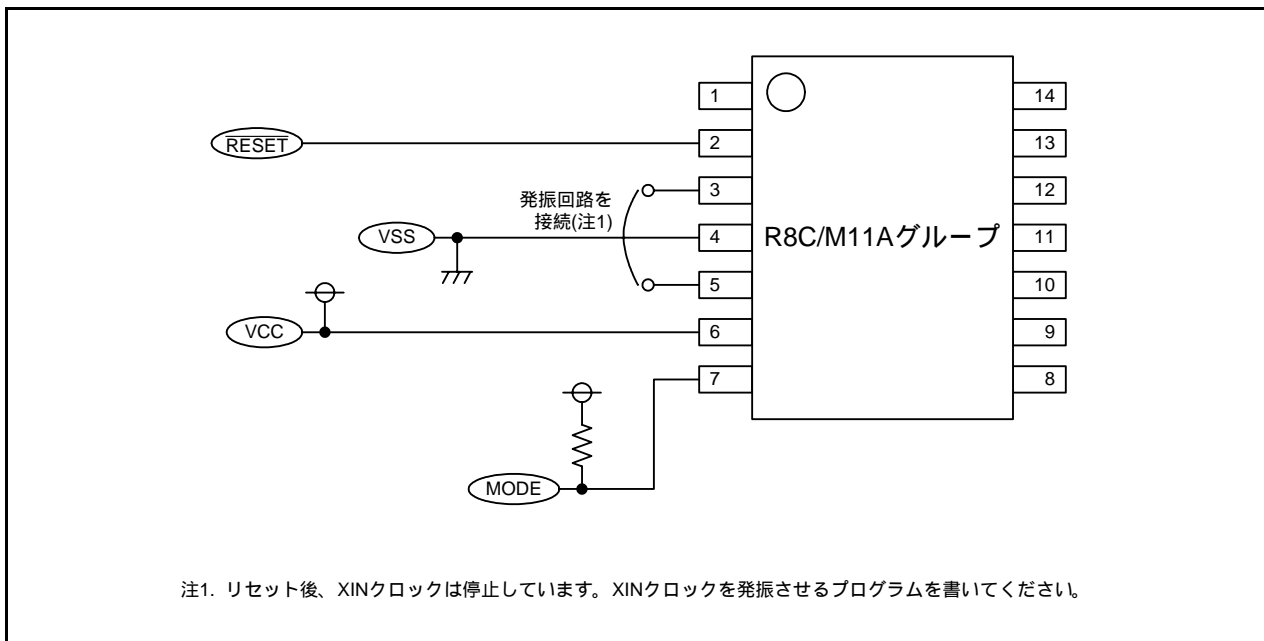 1
14
RESET
2
13
3
12
発振回路を
接続(注1)
VSS
4
R8C/M11Aグループ
11
5
10
VCC
6
9
7
8
MODE
注1. リセット後、XINクロックは停止しています。XINクロックを発振させるプログラムを書いてください。